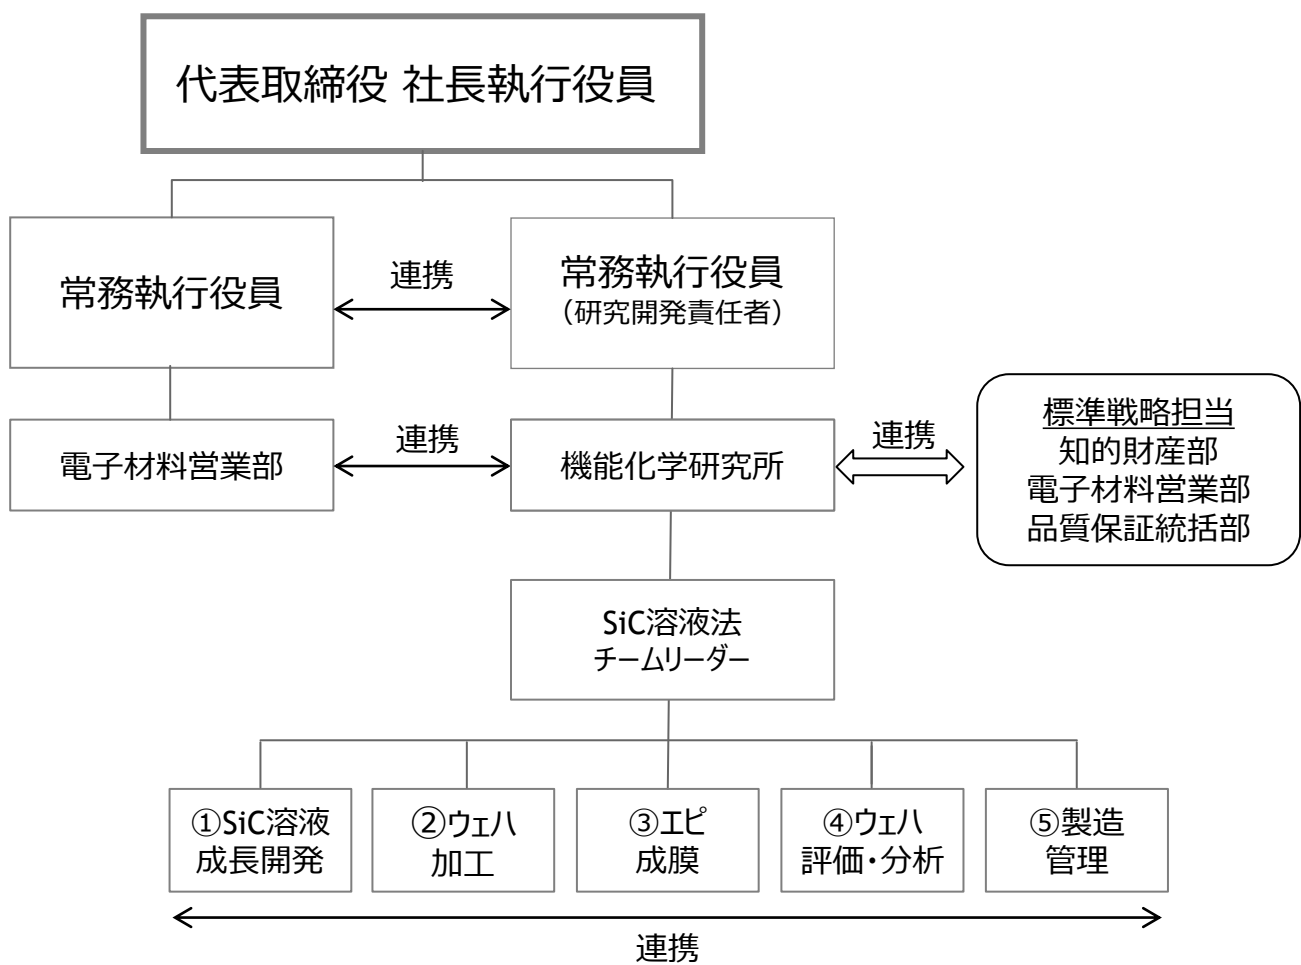 代表取締役 社長執行役員
常務執行役員
連携
常務執行役員
（研究開発責任者）
電子材料営業部
連携
機能化学研究所
連携
標準戦略担当
知的財産部
電子材料営業部
品質保証統括部
SiC溶液法
チームリーダー
①SiC溶液
成長開発
②ウェハ
加工
③エピ
成膜
④ウェハ
評価・分析
⑤製造
管理
連携